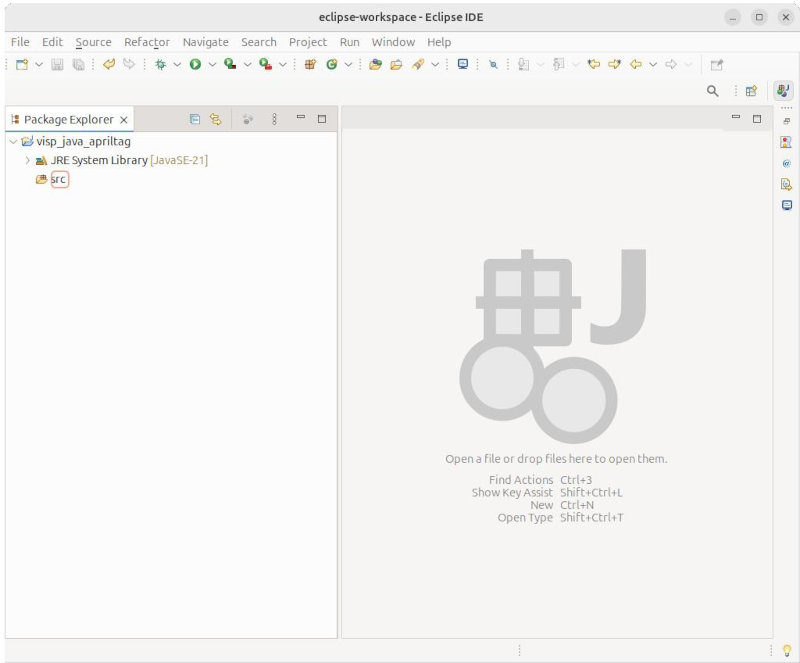 eclipse-workspace - Eclipse IDE
File Edit Source Refactor Navigate Search Project Run Window Help
Package Explorer
visp_java_apriltag
JRE System Library [JavaSE-21]
src
J
Open a file or drop files here to open them.
Find Actions Ctrl+3
Show Key Assist Shift+Ctrl+L
New Ctrl+N
Open Type Shift+Ctrl+T